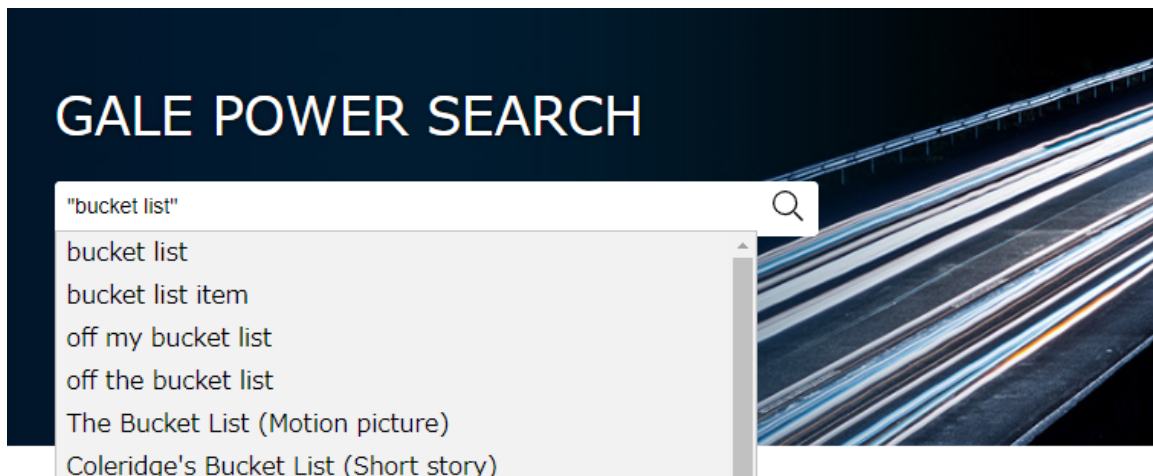 GALE POWER SEARCH
"bucket list"
bucket list
bucket list item
off my bucket list
off the bucket list
The Bucket List (Motion picture)
Coleridge's Bucket List (Short story)